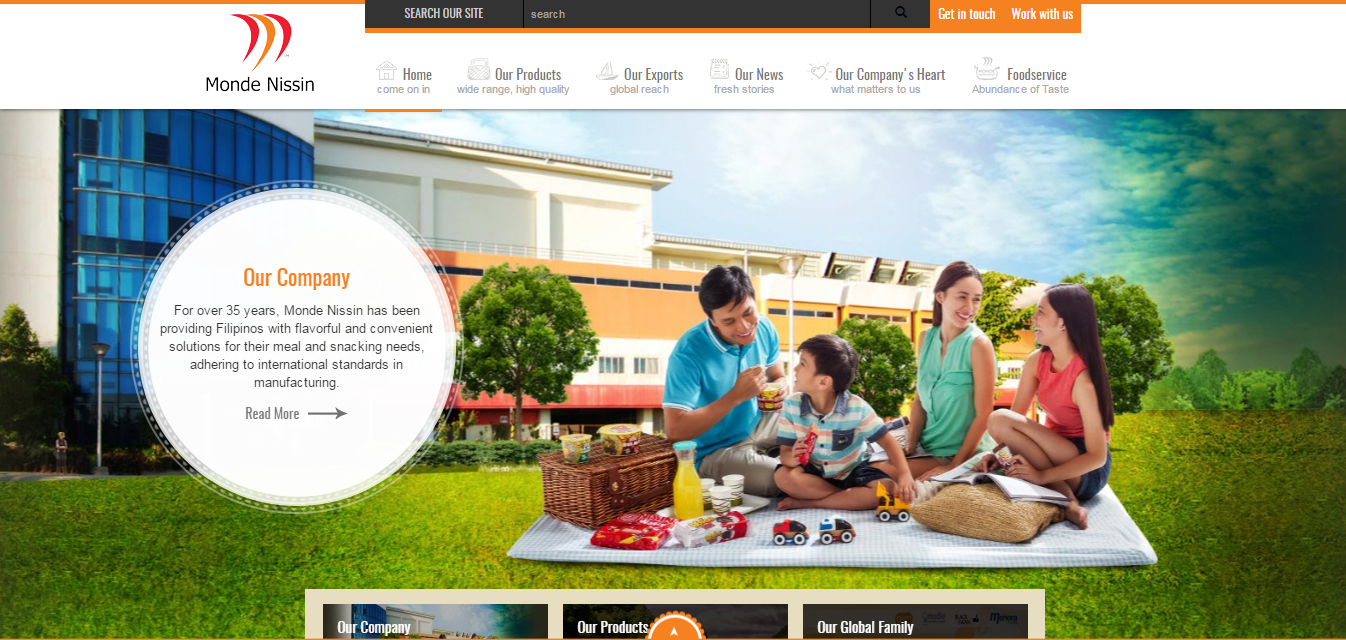 SEARCH OUR SITE
search
Get in touch
Work with us
Monde Nissin
Home
come on in
Our Products
wide range, high quality
Our Exports
global reach
Our News
fresh stories
Our Company's Heart
what matters to us
Foodservice
Abundance of Taste
Our Company
For over 35 years, Monde Nissin has been
providing Filipinos with flavorful and convenient
solutions for their meal and snacking needs,
adhering to international standards in
manufacturing.
Read More
Our Company
Our Products
Our Global Family